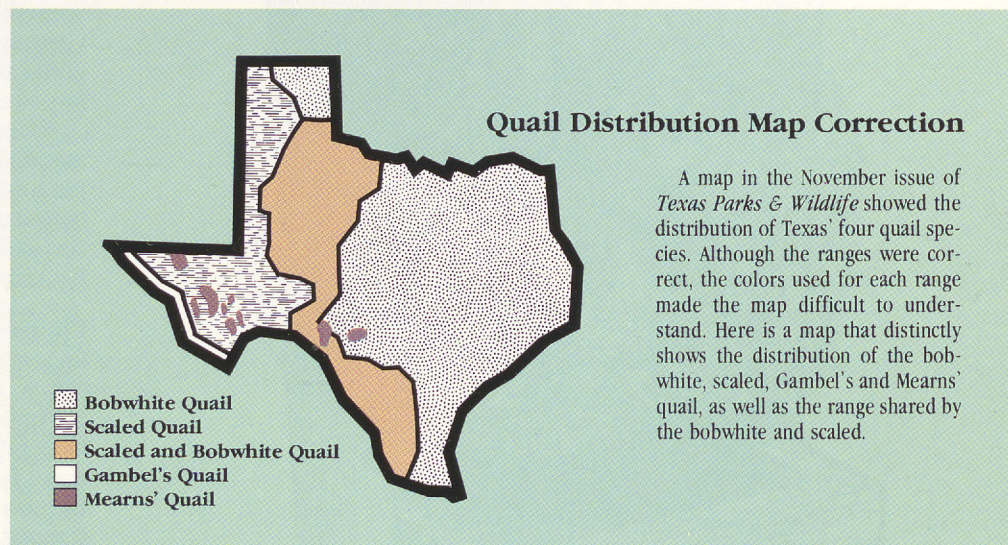 Quail Distribution Map Correction
A map in the November issue of
Texas Parks & Wildlife showed the
distribution of Texas' four quail spe-
cies. Although the ranges were cor-
rect, the colors used for each range
made the map difficult to under-
stand. Here is a map that distinctly
shows the distribution of the bob-
white, scaled, Gambel's and Mearns'
quail, as well as the range shared by
the bobwhite and scaled.
Bobwhite Quail
Scaled Quail
Scaled and Bobwhite Quail
Gambel's Quail
Mearns' Quail